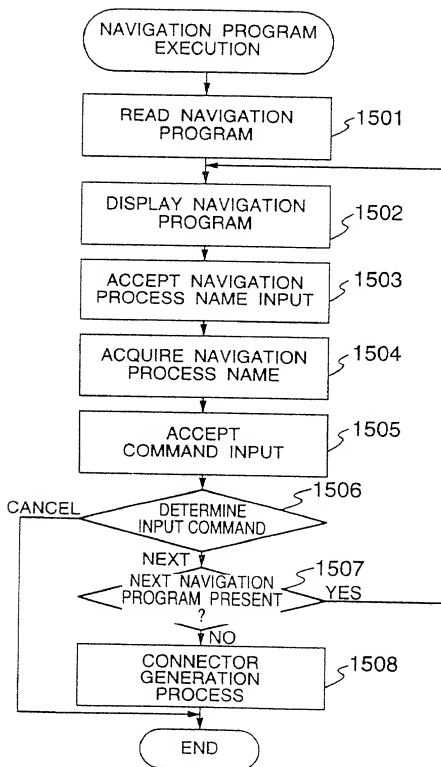 NAVIGATION PROGRAM
EXECUTION
READ NAVIGATION
PROGRAM
1501
DISPLAY NAVIGATION
PROGRAM
1502
ACCEPT NAVIGATION
PROCESS NAME INPUT
1503
ACQUIRE NAVIGATION
PROCESS NAME
1504
ACCEPT
COMMAND INPUT
1505
1506
CANCEL
DETERMINE
INPUT COMMAND
NEXT
1507
NEXT NAVIGATION
PROGRAM PRESENT
?
YES
NO
CONNECTOR
GENERATION
PROCESS
1508
END